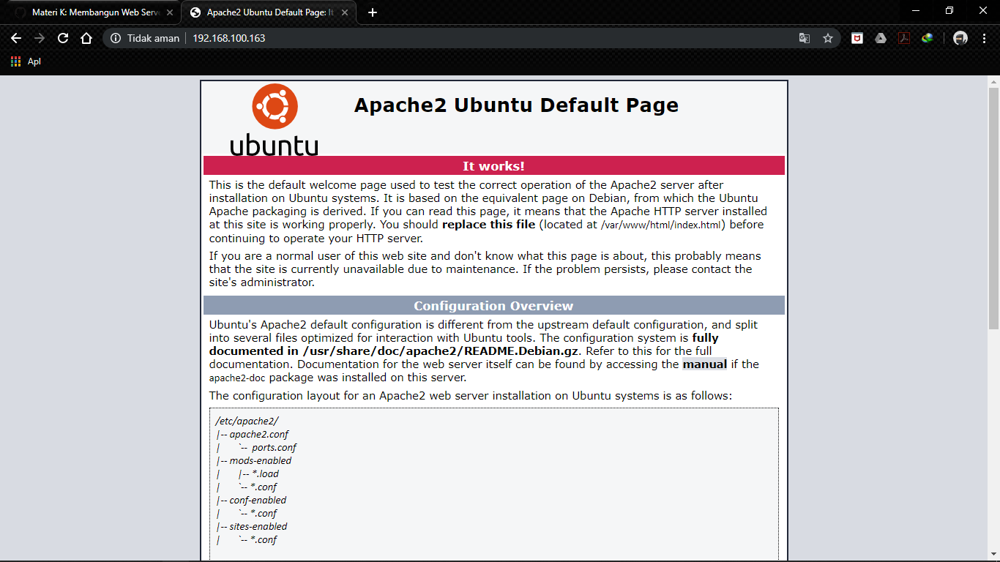 Materi K: Membangun Web Serve
Apache2 Ubuntu Default Page: It
Tidak aman
192.168.100.163
Apl
ubuntu
Apache2 Ubuntu Default Page
It works!
This is the default welcome page used to test the correct operation of the Apache2 server after
installation on Ubuntu systems. It is based on the equivalent page on Debian, from which the Ubuntu
Apache packaging is derived. If you can read this page, it means that the Apache HTTP server installed
at this site is working properly. You should replace this file (located at /var/www/html/index.html) before
continuing to operate your HTTP server.
If you are a normal user of this web site and don't know what this page is about, this probably means
that the site is currently unavailable due to maintenance. If the problem persists, please contact the
site's administrator.
Configuration Overview
Ubuntu's Apache2 default configuration is different from the upstream default configuration, and split
into several files optimized for interaction with Ubuntu tools. The configuration system is fully
documented in /usr/share/doc/apache2/README.Debian.gz. Refer to this for the full
documentation. Documentation for the web server itself can be found by accessing the manual if the
apache2-doc package was installed on this server.
The configuration layout for an Apache2 web server installation on Ubuntu systems is as follows:
/etc/apache2/
|-- apache2.conf
|       `--  ports.conf
|-- mods-enabled
|       |-- *.load
|       `-- *.conf
|-- conf-enabled
|       `-- *.conf
|-- sites-enabled
|       `-- *.conf